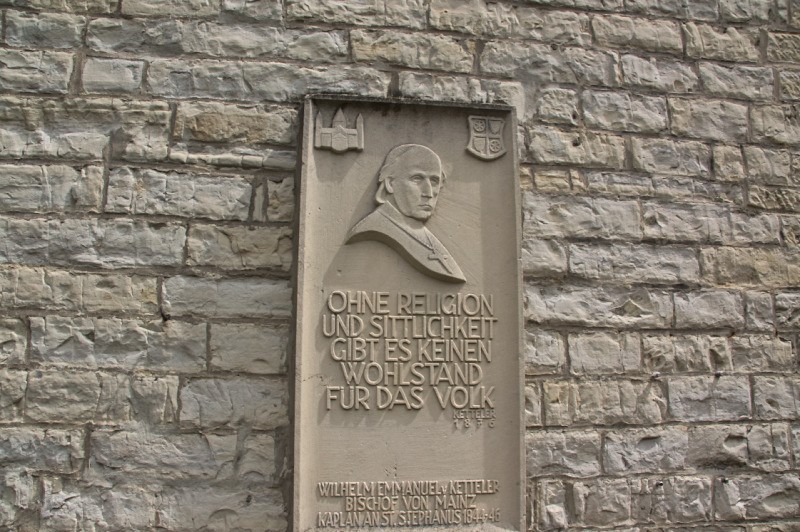 OHNE RELIGION
UND SITTLICHKEIT
GIBT ES KEINEN
WOHLSTAND
FÜR DAS VOLK
KETTELER
1876
WILHELM EMMANUEL V. KETTELER
BISCHOF VON MAINZ
KAPLAN AN ST. STEPHANUS 1844-46